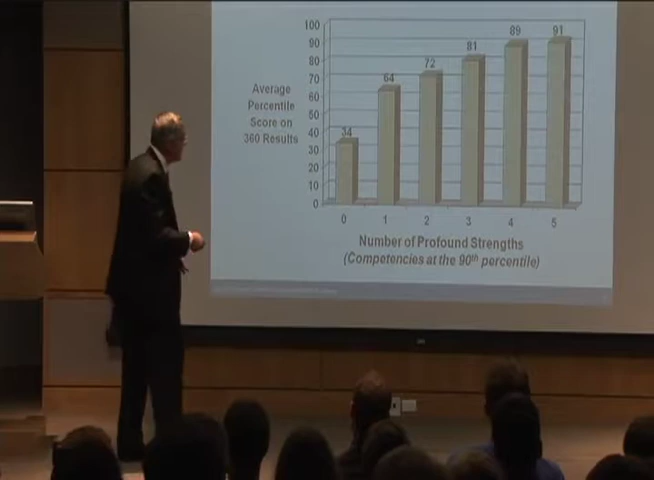 100
90
80
70
60
50
40
30
20
10
0
Average
Percentile
Score on
360 Results
34
64
72
81
89
91
0 1 2 3 4 5
Number of Profound Strengths
(Competencies at the 90th percentile)